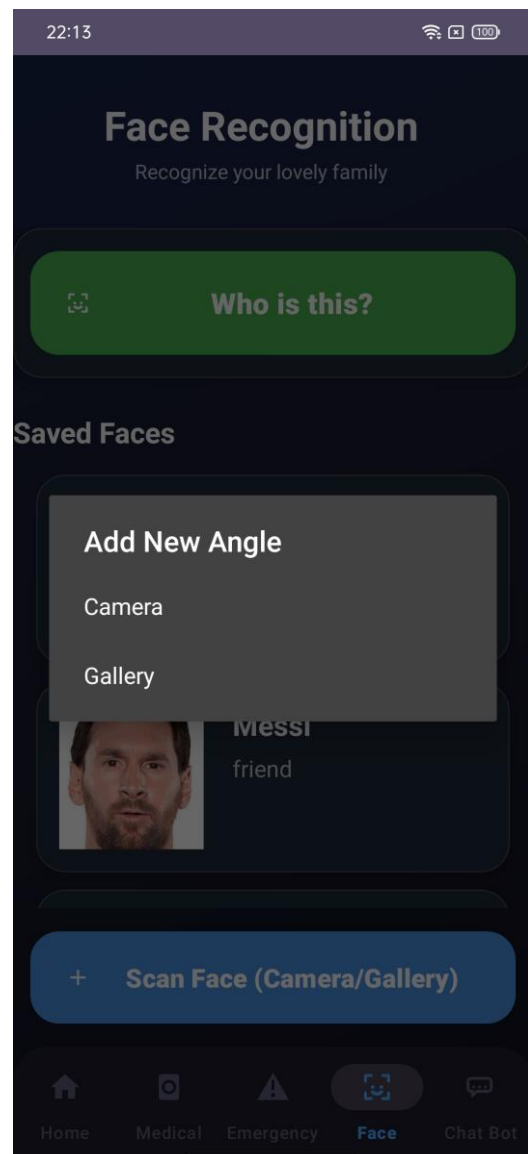 22:13
100
Face Recognition
Recognize your lovely family
Who is this?
Saved Faces
Add New Angle
Camera
Gallery
Messi
friend
+ Scan Face (Camera/Gallery)
Home Medical Emergency Face Chat Bot